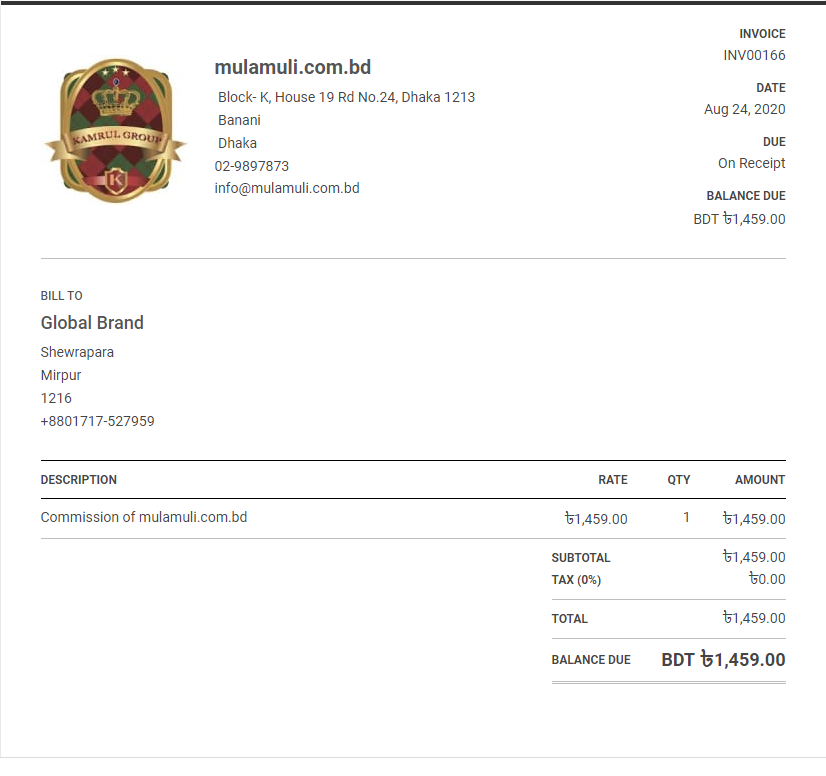 KAMRUL GROUP
K
mulamuli.com.bd
Block- K, House 19 Rd No.24, Dhaka 1213
Banani
Dhaka
02-9897873
info@mulamuli.com.bd
INVOICE
INV00166
DATE
Aug 24, 2020
DUE
On Receipt
BALANCE DUE
BDT ৳1,459.00
BILL TO
Global Brand
Shewrapara
Mirpur
1216
+8801717-527959
DESCRIPTION RATE QTY AMOUNT
Commission of mulamuli.com.bd ৳1,459.00 1 ৳1,459.00
SUBTOTAL ৳1,459.00
TAX (0%) ৳0.00
TOTAL ৳1,459.00
BALANCE DUE BDT ৳1,459.00